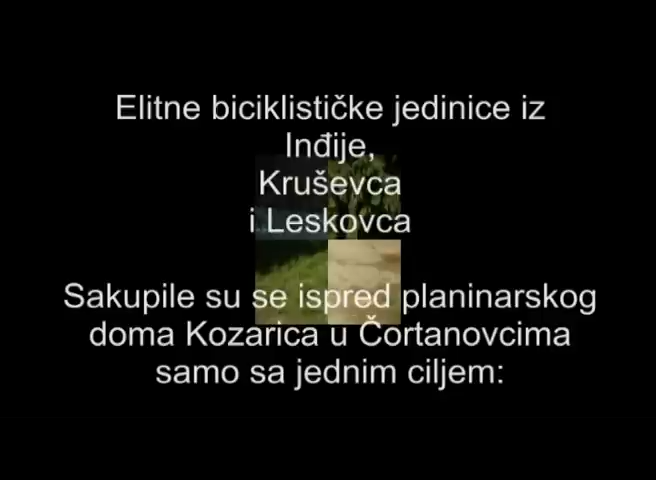 Elitne biciklističke jedinice iz
Inđije,
Kruševca
i Leskovca
Sakupile su se ispred planinarskog
doma Kozarica u Čortanovcima
samo sa jednim ciljem: